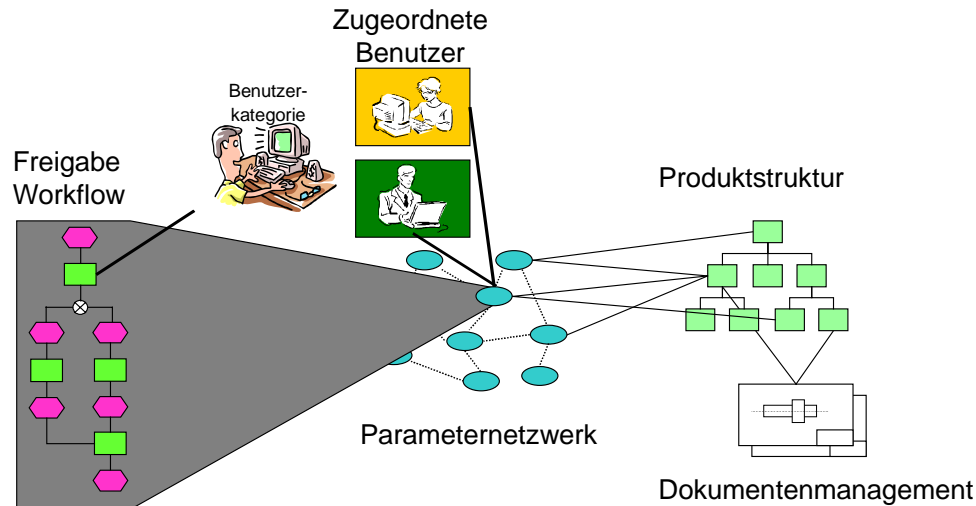 Zugeordnete
Benutzer
Benutzer-
kategorie
Freigabe
Workflow
Produktstruktur
Parameternetzwerk
Dokumentenmanagement